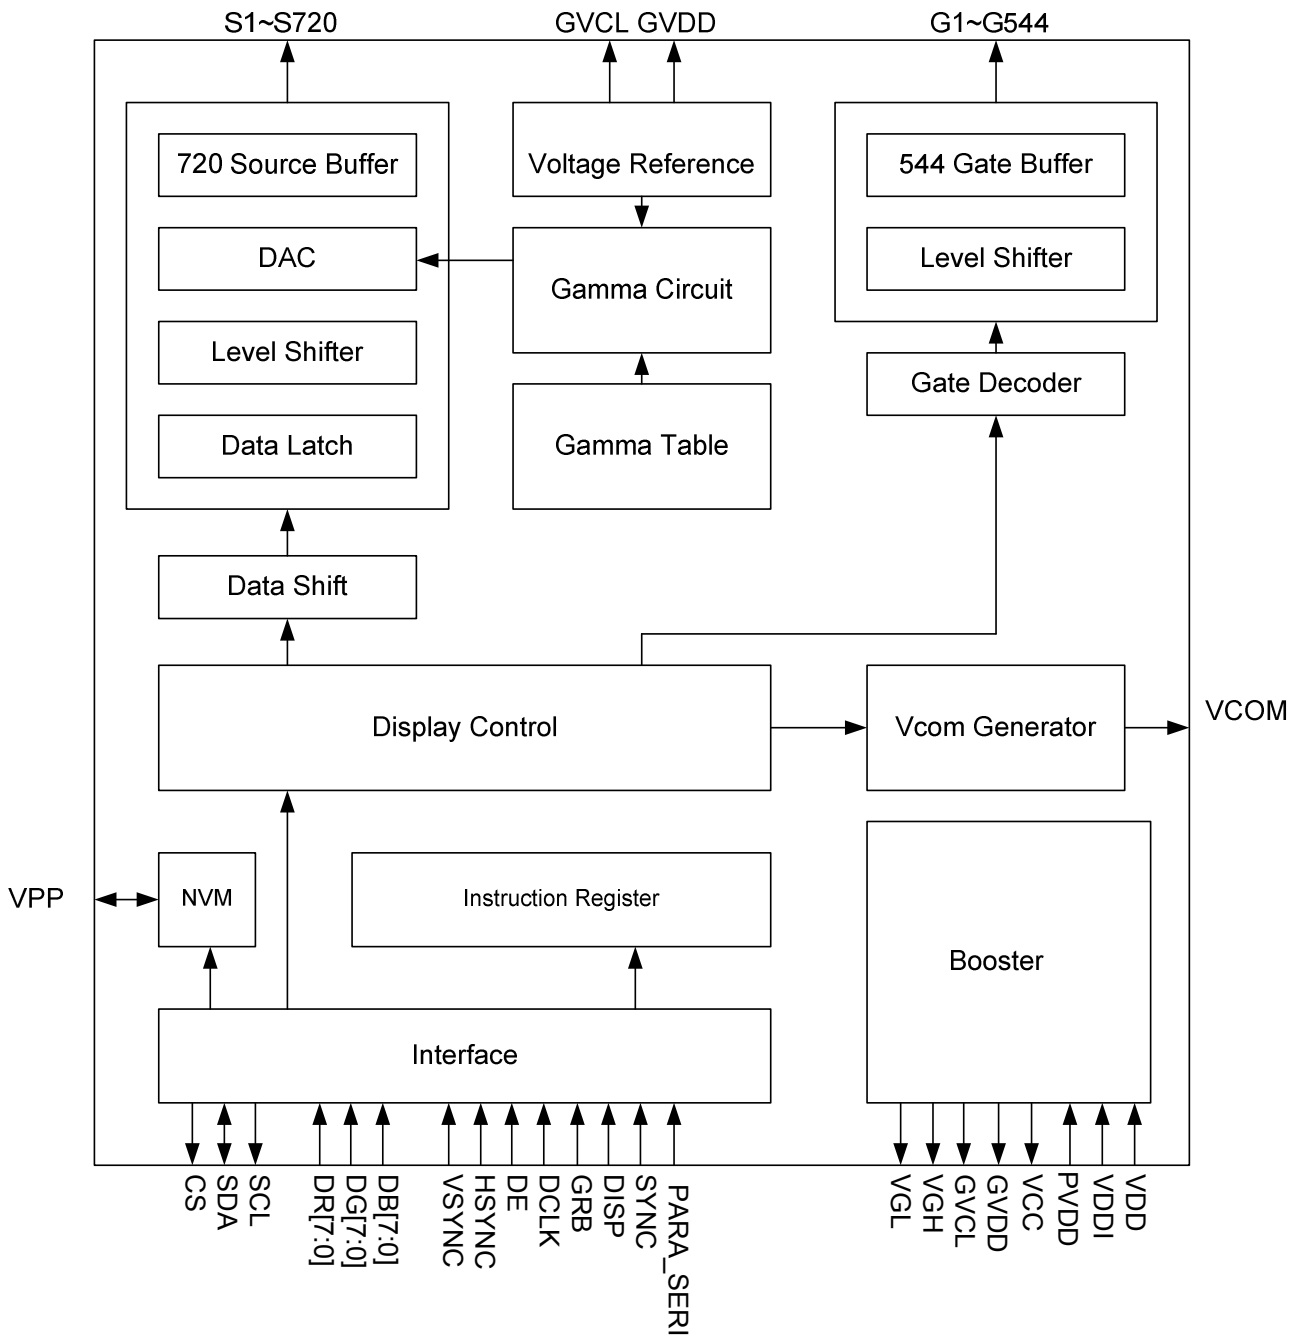 S1~S720
GVCL GVDD
G1~G544
720 Source Buffer
Voltage Reference
544 Gate Buffer
DAC
Gamma Circuit
Level Shifter
Level Shifter
Gate Decoder
Data Latch
Gamma Table
Data Shift
Display Control
Vcom Generator
VCOM
VPP
NVM
Instruction Register
Booster
Interface
CS
SDA
SCL
DR[7:0]
DG[7:0]
DB[7:0]
VSYNC
HSYNC
DE
DCLK
GRB
DISP
SYNC
PARA_SERI
VGL
VGH
GVCL
GVDD
VCC
PVDD
VDDI
VDD